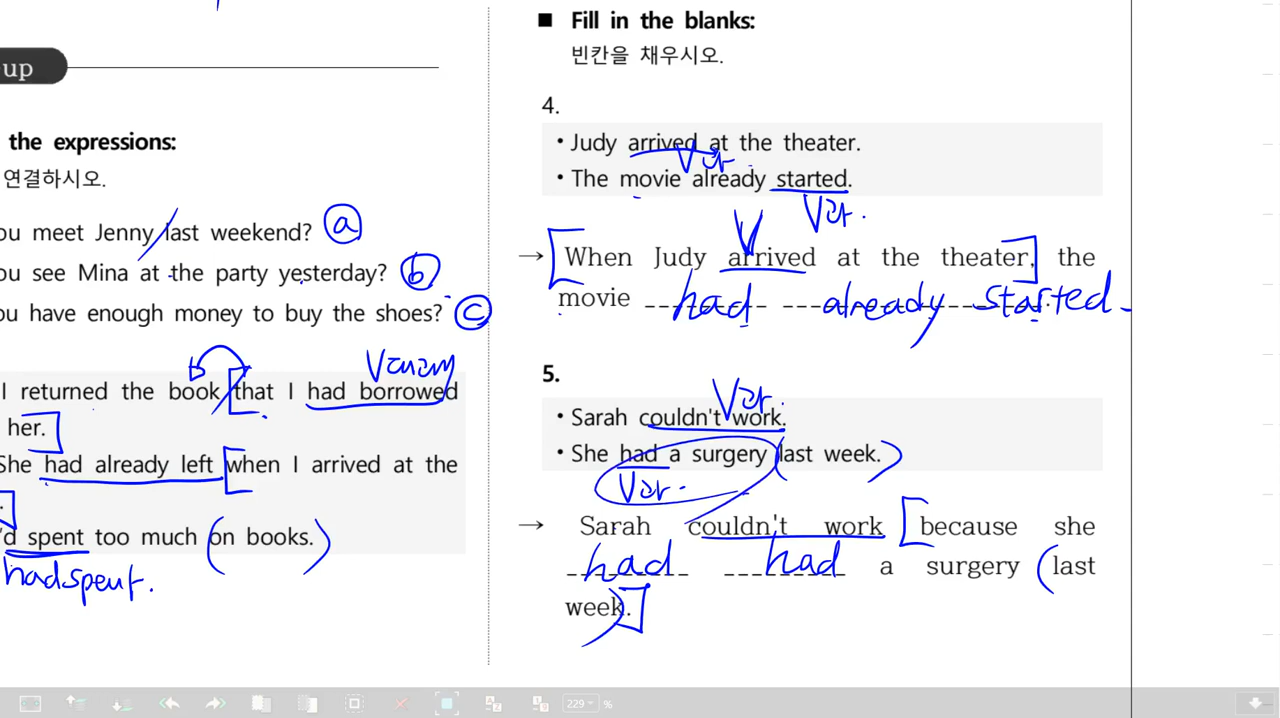 up
the expressions:
연결하시오.
ou meet Jenny last weekend? ⓐ
ou see Mina at the party yesterday? ⓑ
ou have enough money to buy the shoes? ⓒ
I returned the book that I had borrowed
her.
She had already left when I arrived at the
'd spent too much (on books.)
had spent.
■ Fill in the blanks:
빈칸을 채우시오.
4.
• Judy arrived at the theater.
• The movie already started.
→ [When Judy arrived at the theater,] the
movie had already started.
5.
• Sarah couldn't work.
• She had a surgery (last week.)
→ Sarah couldn't work [because she
had had a surgery (last
week.)]
229 %